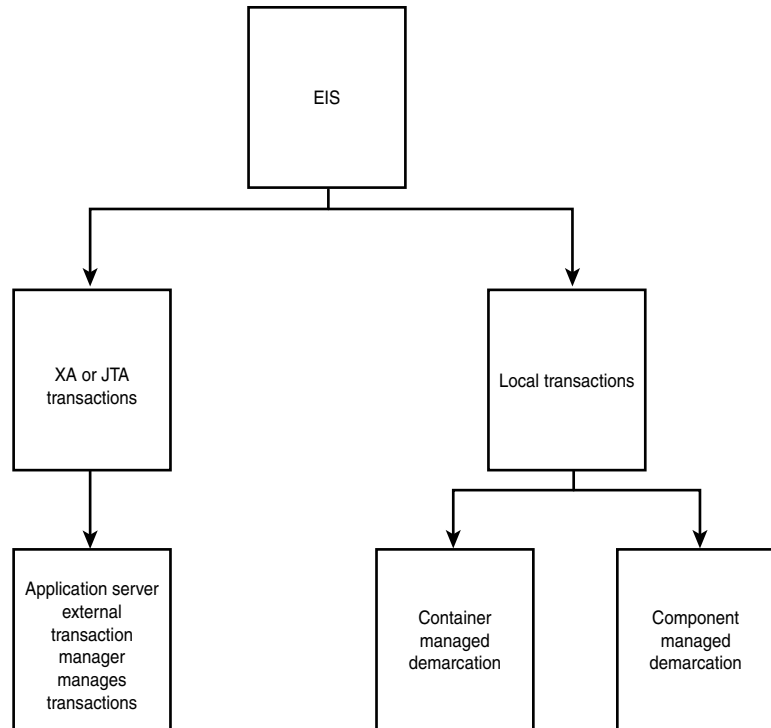 EIS
XA or JTA
transactions
Local transactions
Application server
external
transaction
manager
manages
transactions
Container
managed
demarcation
Component
managed
demarcation